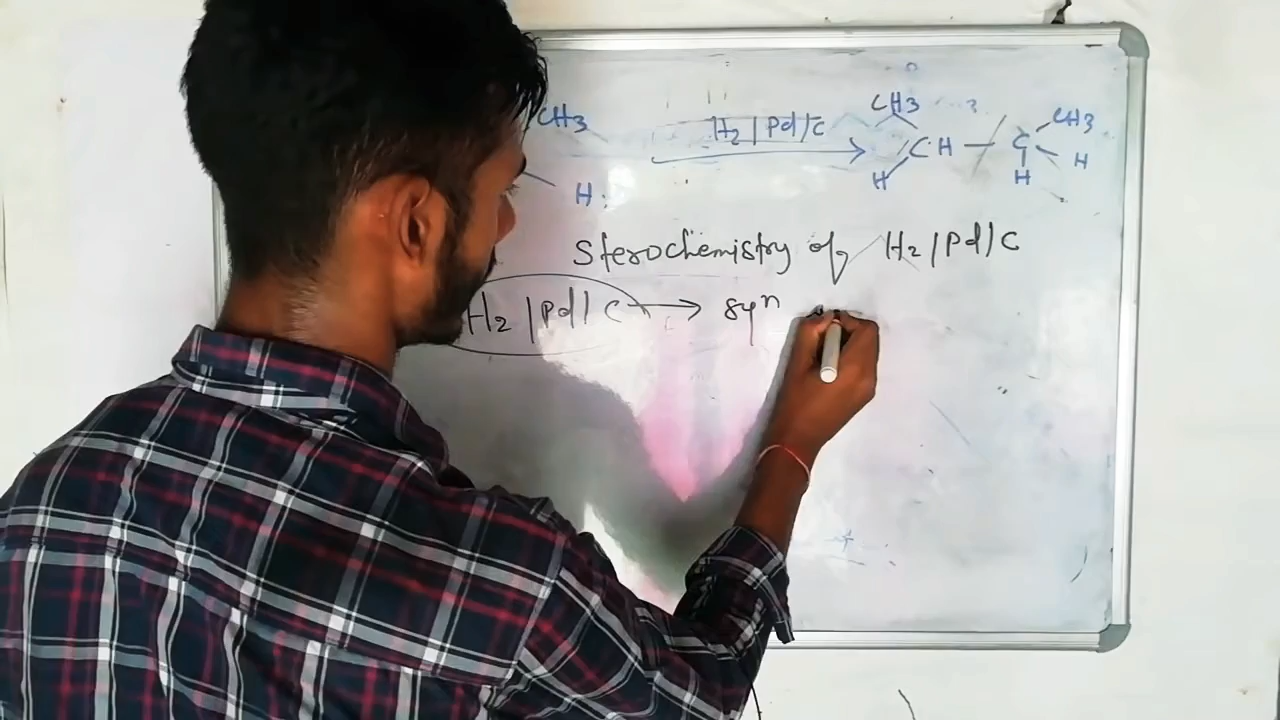 CH3 H2/Pd/C CH3 CH3
CH — C
H H H H
Sterochemistry of H2/Pd/C
H2/Pd/C → syn